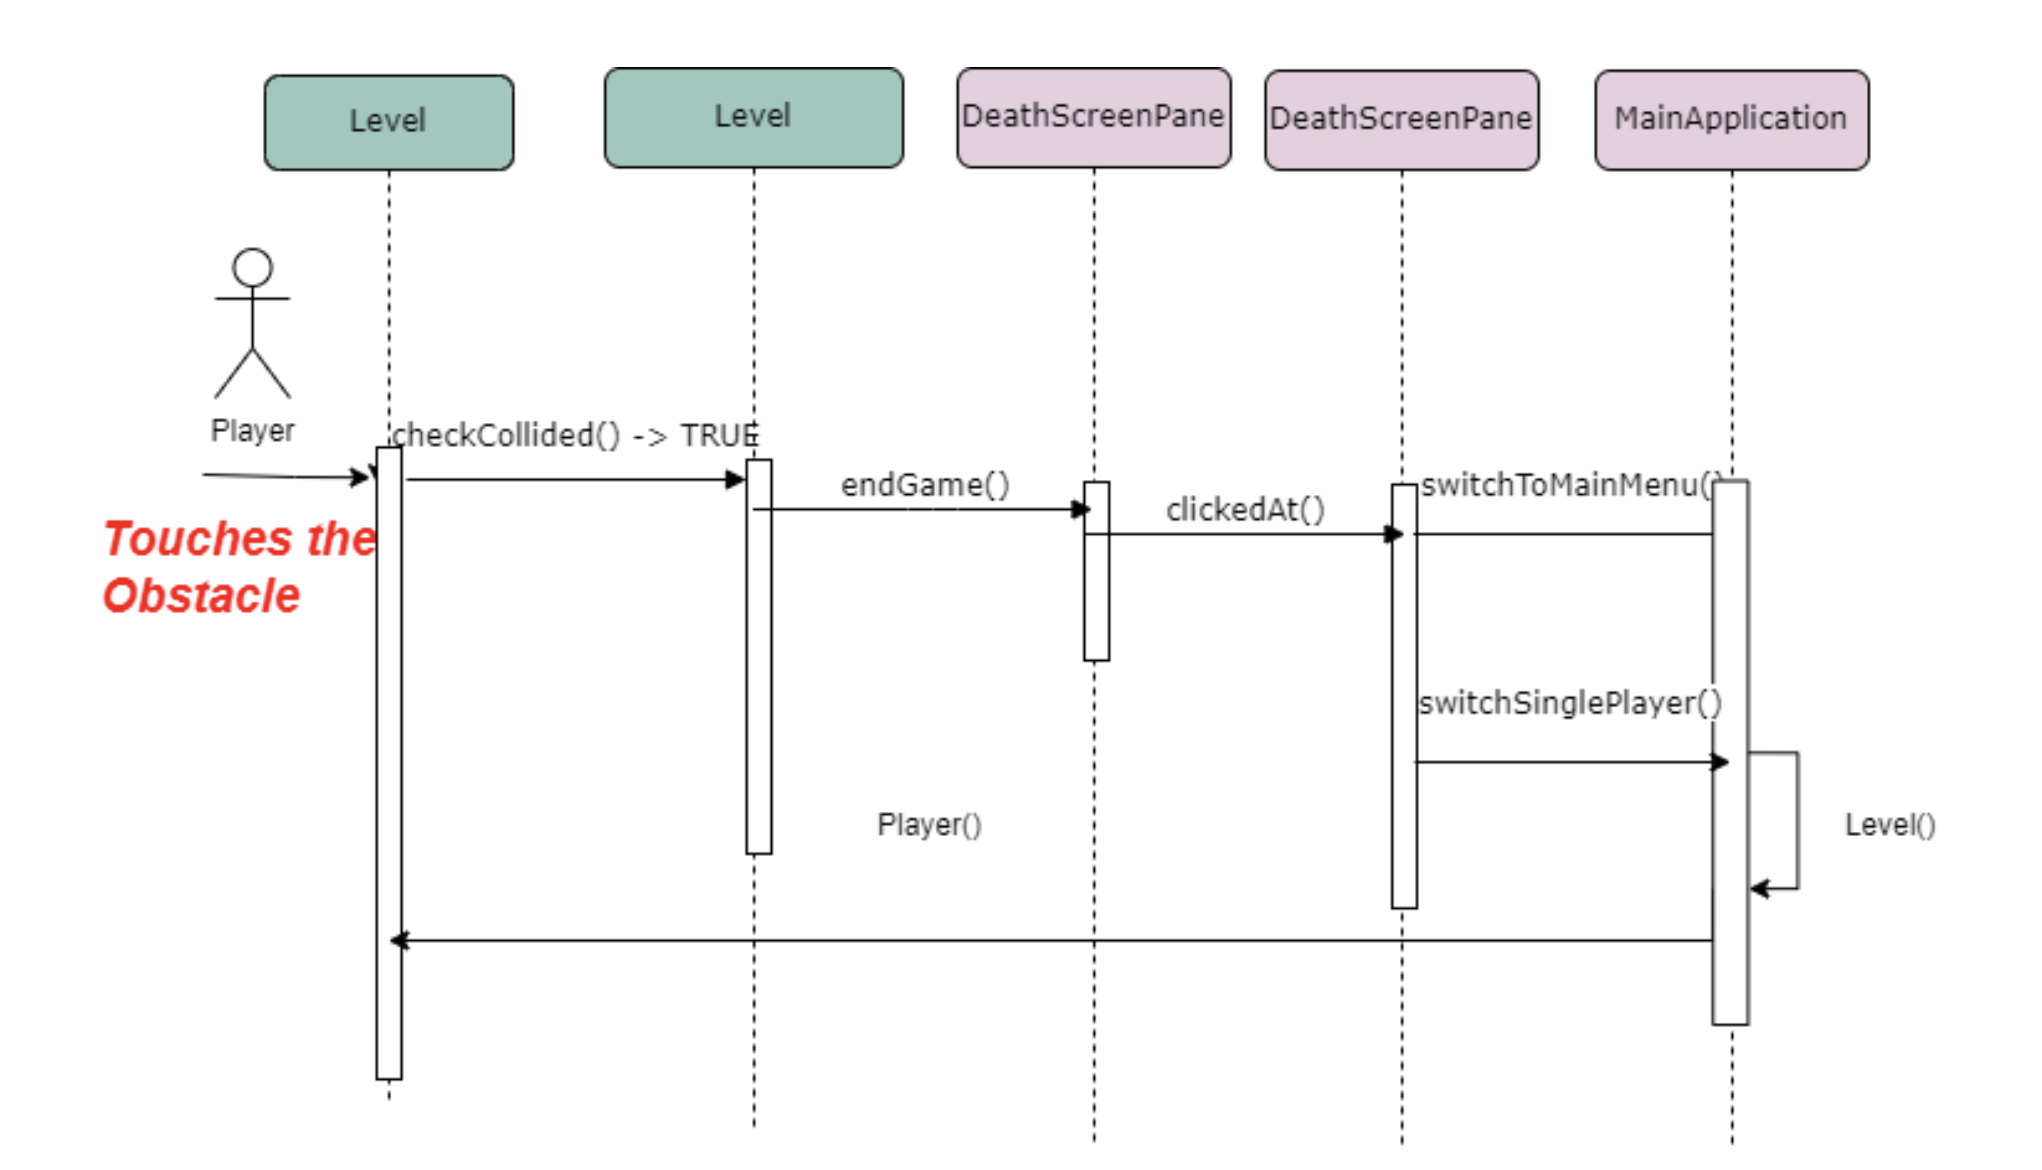 Level
Level
DeathScreenPane
DeathScreenPane
MainApplication
Player
checkCollided() -> TRUE
endGame()
clickedAt()
switchToMainMenu()
Touches the
Obstacle
switchSinglePlayer()
Player()
Level()